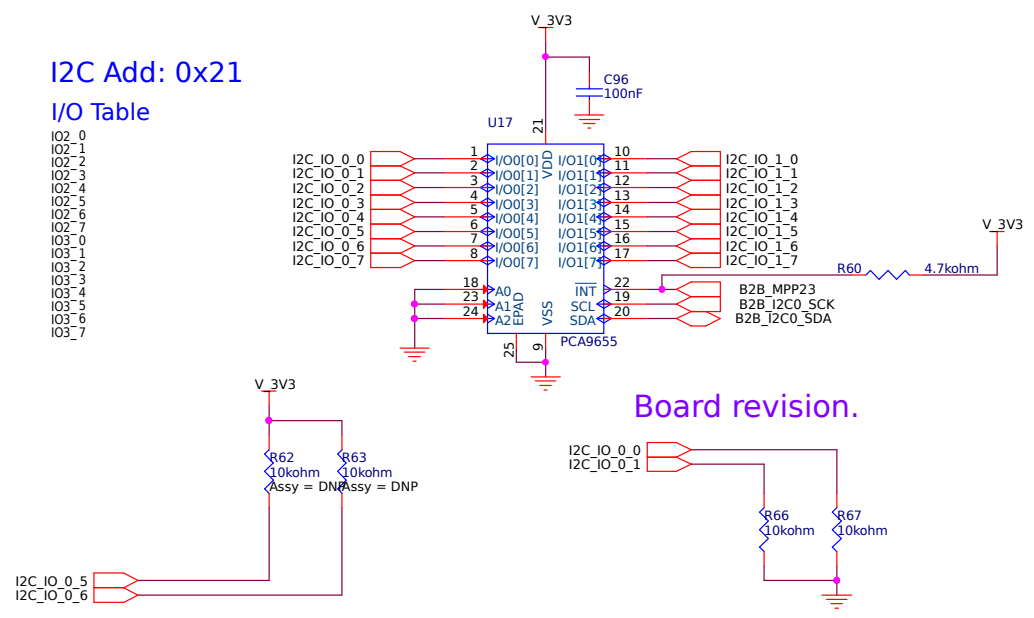 V_3V3
I2C Add: 0x21
I/O Table
IO2_0
IO2_1
IO2_2
IO2_3
IO2_4
IO2_5
IO2_6
IO2_7
IO3_0
IO3_1
IO3_2
IO3_3
IO3_4
IO3_5
IO3_6
IO3_7
C96
100nF
U17
21
VDD
I2C_IO_0_0 1 I/O0[0] I/O1[0] 10 I2C_IO_1_0
I2C_IO_0_1 2 I/O0[1] I/O1[1] 11 I2C_IO_1_1
I2C_IO_0_2 3 I/O0[2] I/O1[2] 12 I2C_IO_1_2
I2C_IO_0_3 4 I/O0[3] I/O1[3] 13 I2C_IO_1_3
I2C_IO_0_4 5 I/O0[4] I/O1[4] 14 I2C_IO_1_4
I2C_IO_0_5 6 I/O0[5] I/O1[5] 15 I2C_IO_1_5
I2C_IO_0_6 7 I/O0[6] I/O1[6] 16 I2C_IO_1_6
I2C_IO_0_7 8 I/O0[7] I/O1[7] 17 I2C_IO_1_7
V_3V3
R60 4.7kohm
18 A0 INT 22 B2B_MPP23
23 A1 SCL 19 B2B_I2C0_SCK
24 A2 SDA 20 B2B_I2C0_SDA
EPAD
VSS
25
9
PCA9655
V_3V3
R62
10kohm
Assy = DNP
R63
10kohm
Assy = DNP
I2C_IO_0_5
I2C_IO_0_6
Board revision.
I2C_IO_0_0
I2C_IO_0_1
R66
10kohm
R67
10kohm